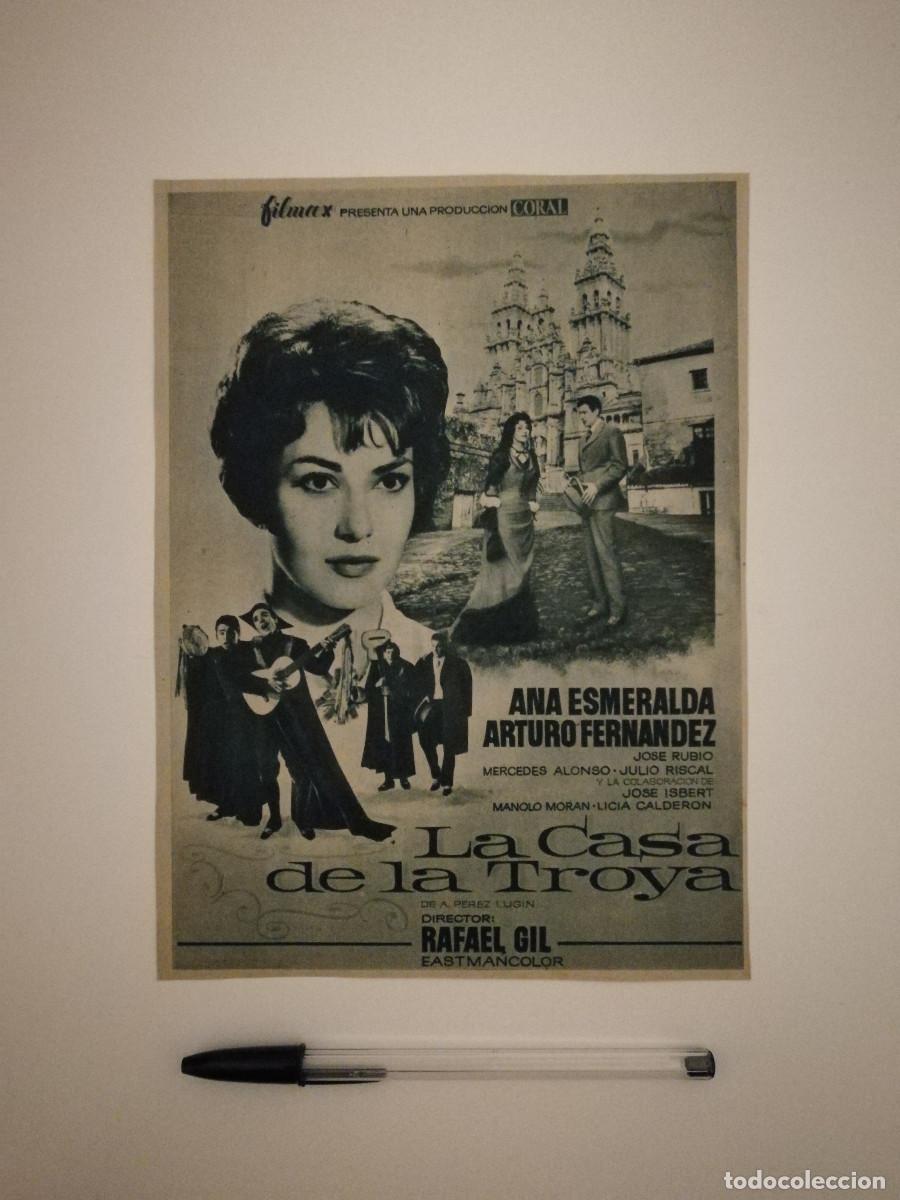 filmax PRESENTA UNA PRODUCCION CORAL
ANA ESMERALDA
ARTURO FERNANDEZ
JOSE RUBIO
MERCEDES ALONSO · JULIO RISCAL
Y LA COLABORACION DE
JOSE ISBERT
MANOLO MORAN · LICIA CALDERON
La Casa
de la Troya
DE A. PEREZ LUGIN
DIRECTOR:
RAFAEL GIL
EASTMANCOLOR
todocoleccion